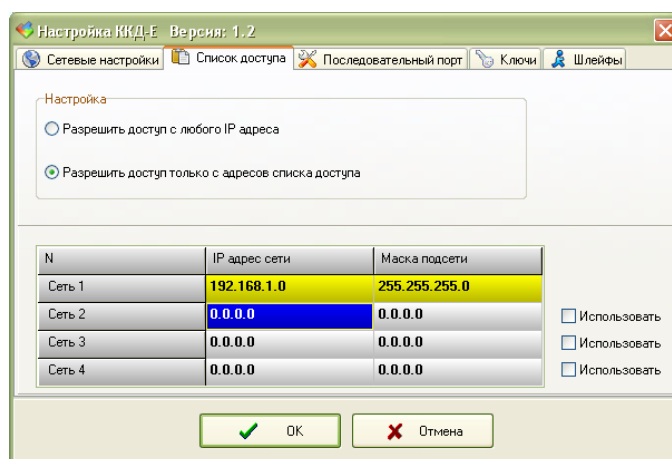 Настройка ККД-Е Версия: 1.2
Сетевые настройки Список доступа Последовательный порт Ключи Шлейфы
Настройка
Разрешить доступ с любого IP адреса
Разрешить доступ только с адресов списка доступа
N IP адрес сети Маска подсети
Сеть 1 192.168.1.0 255.255.255.0
Сеть 2 0.0.0.0 0.0.0.0 Использовать
Сеть 3 0.0.0.0 0.0.0.0 Использовать
Сеть 4 0.0.0.0 0.0.0.0 Использовать
OK Отмена